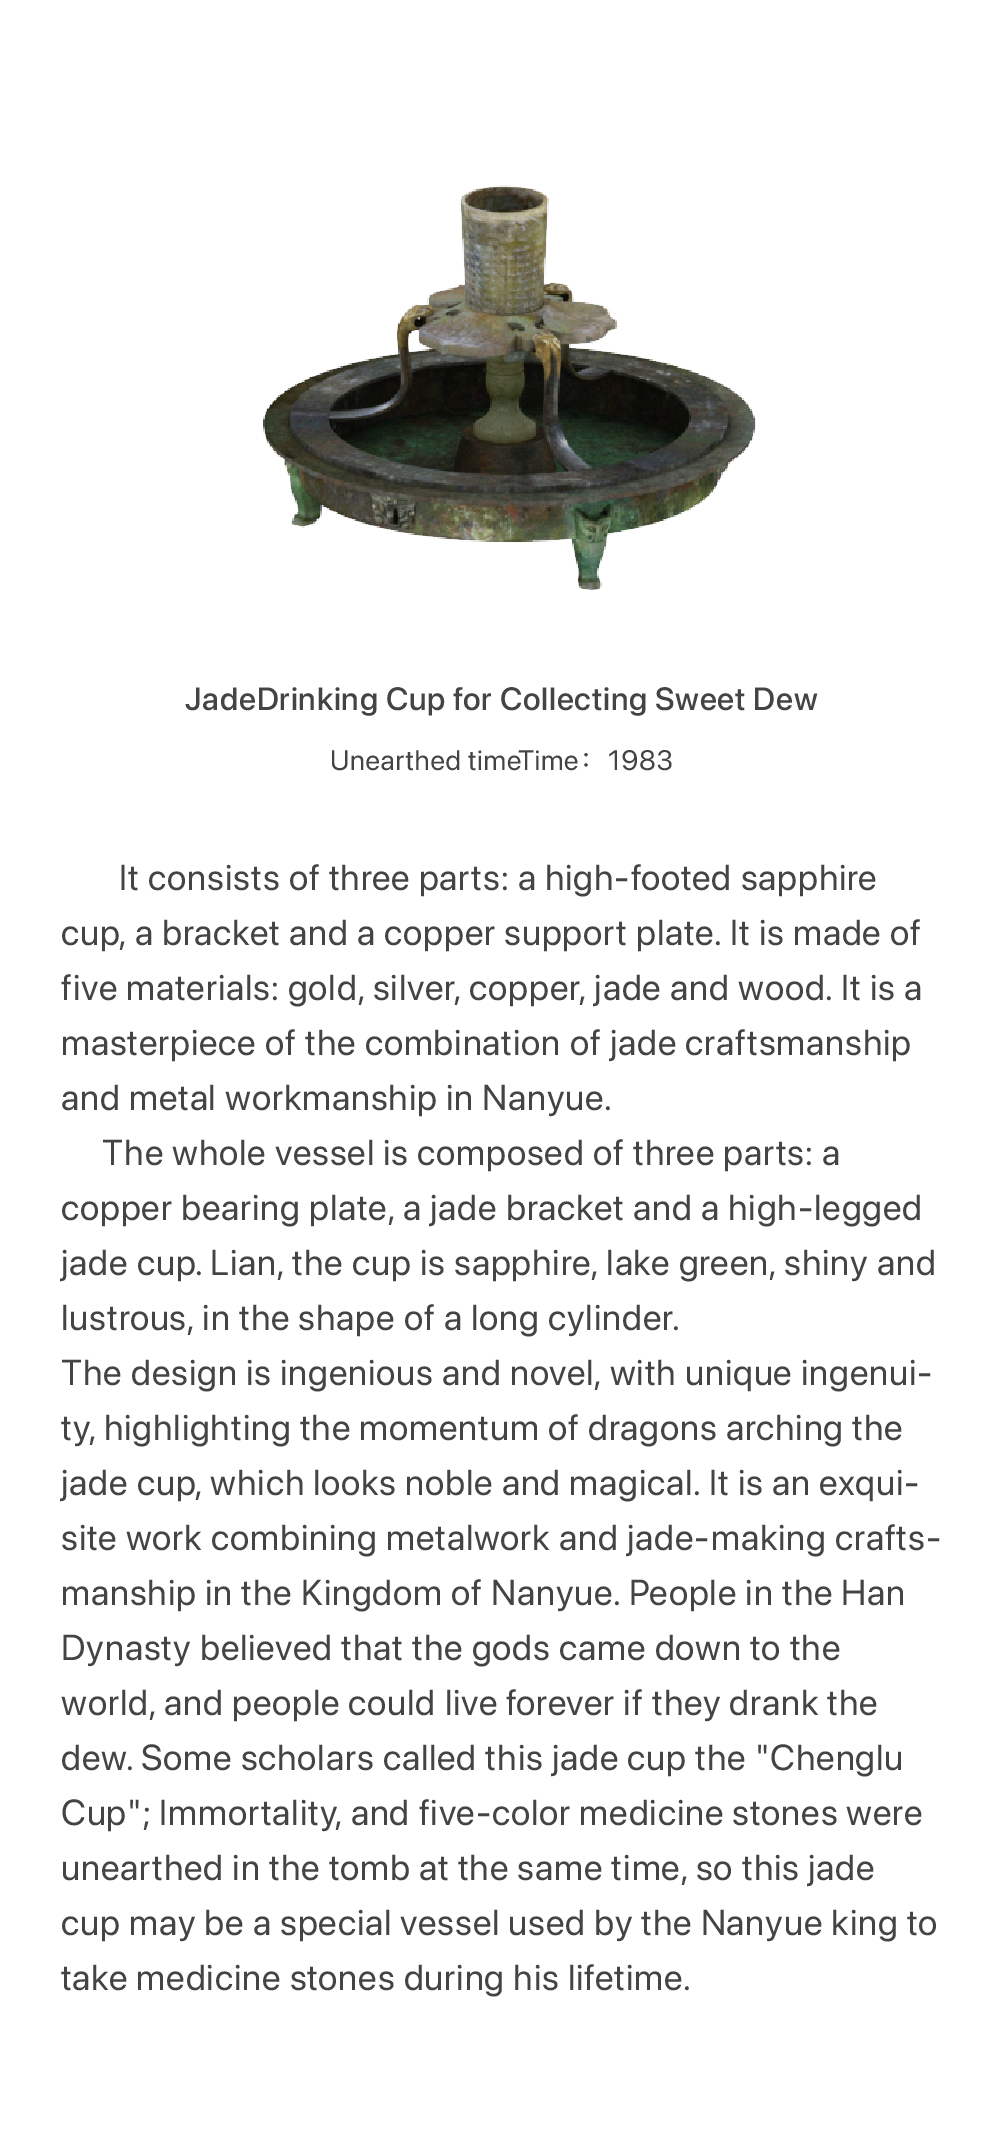 JadeDrinking Cup for Collecting Sweet Dew
Unearthed timeTime： 1983
It consists of three parts: a high-footed sapphire
cup, a bracket and a copper support plate. It is made of
five materials: gold, silver, copper, jade and wood. It is a
masterpiece of the combination of jade craftsmanship
and metal workmanship in Nanyue.
The whole vessel is composed of three parts: a
copper bearing plate, a jade bracket and a high-legged
jade cup. Lian, the cup is sapphire, lake green, shiny and
lustrous, in the shape of a long cylinder.
The design is ingenious and novel, with unique ingenui-
ty, highlighting the momentum of dragons arching the
jade cup, which looks noble and magical. It is an exqui-
site work combining metalwork and jade-making crafts-
manship in the Kingdom of Nanyue. People in the Han
Dynasty believed that the gods came down to the
world, and people could live forever if they drank the
dew. Some scholars called this jade cup the "Chenglu
Cup"; Immortality, and five-color medicine stones were
unearthed in the tomb at the same time, so this jade
cup may be a special vessel used by the Nanyue king to
take medicine stones during his lifetime.